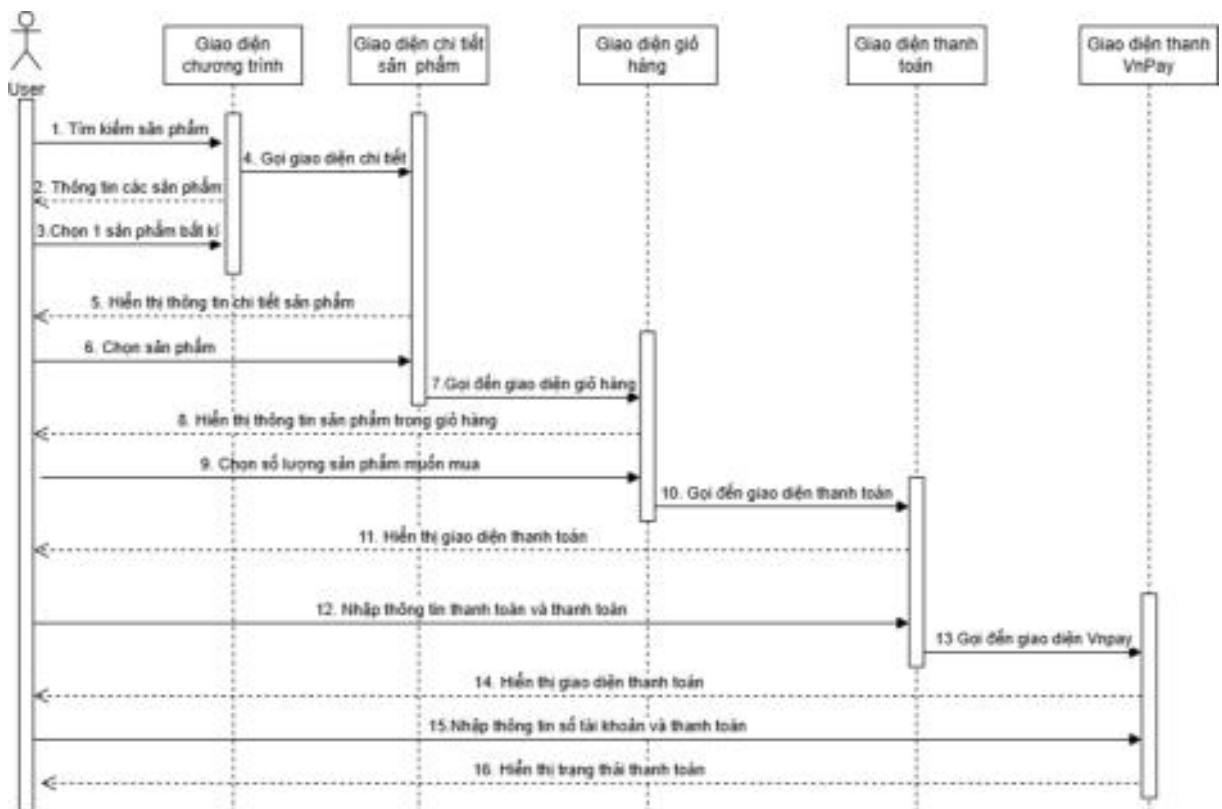 Giao diện
chương trình
Giao diện chi tiết
sản phẩm
Giao diện giỏ
hàng
Giao diện thanh
toán
Giao diện thanh
VnPay
User
1. Tìm kiếm sản phẩm
4. Gọi giao diện chi tiết
2. Thông tin các sản phẩm
3.Chọn 1 sản phẩm bất kì
5. Hiển thị thông tin chi tiết sản phẩm
6. Chọn sản phẩm
7.Gọi đến giao diện giỏ hàng
8. Hiển thị thông tin sản phẩm trong giỏ hàng
9. Chọn số lượng sản phẩm muốn mua
10. Gọi đến giao diện thanh toán
11. Hiển thị giao diện thanh toán
12. Nhập thông tin thanh toán và thanh toán
13 Gọi đến giao diện Vnpay
14. Hiển thị giao diện thanh toán
15.Nhập thông tin số tài khoản và thanh toán
16. Hiển thị trạng thái thanh toán